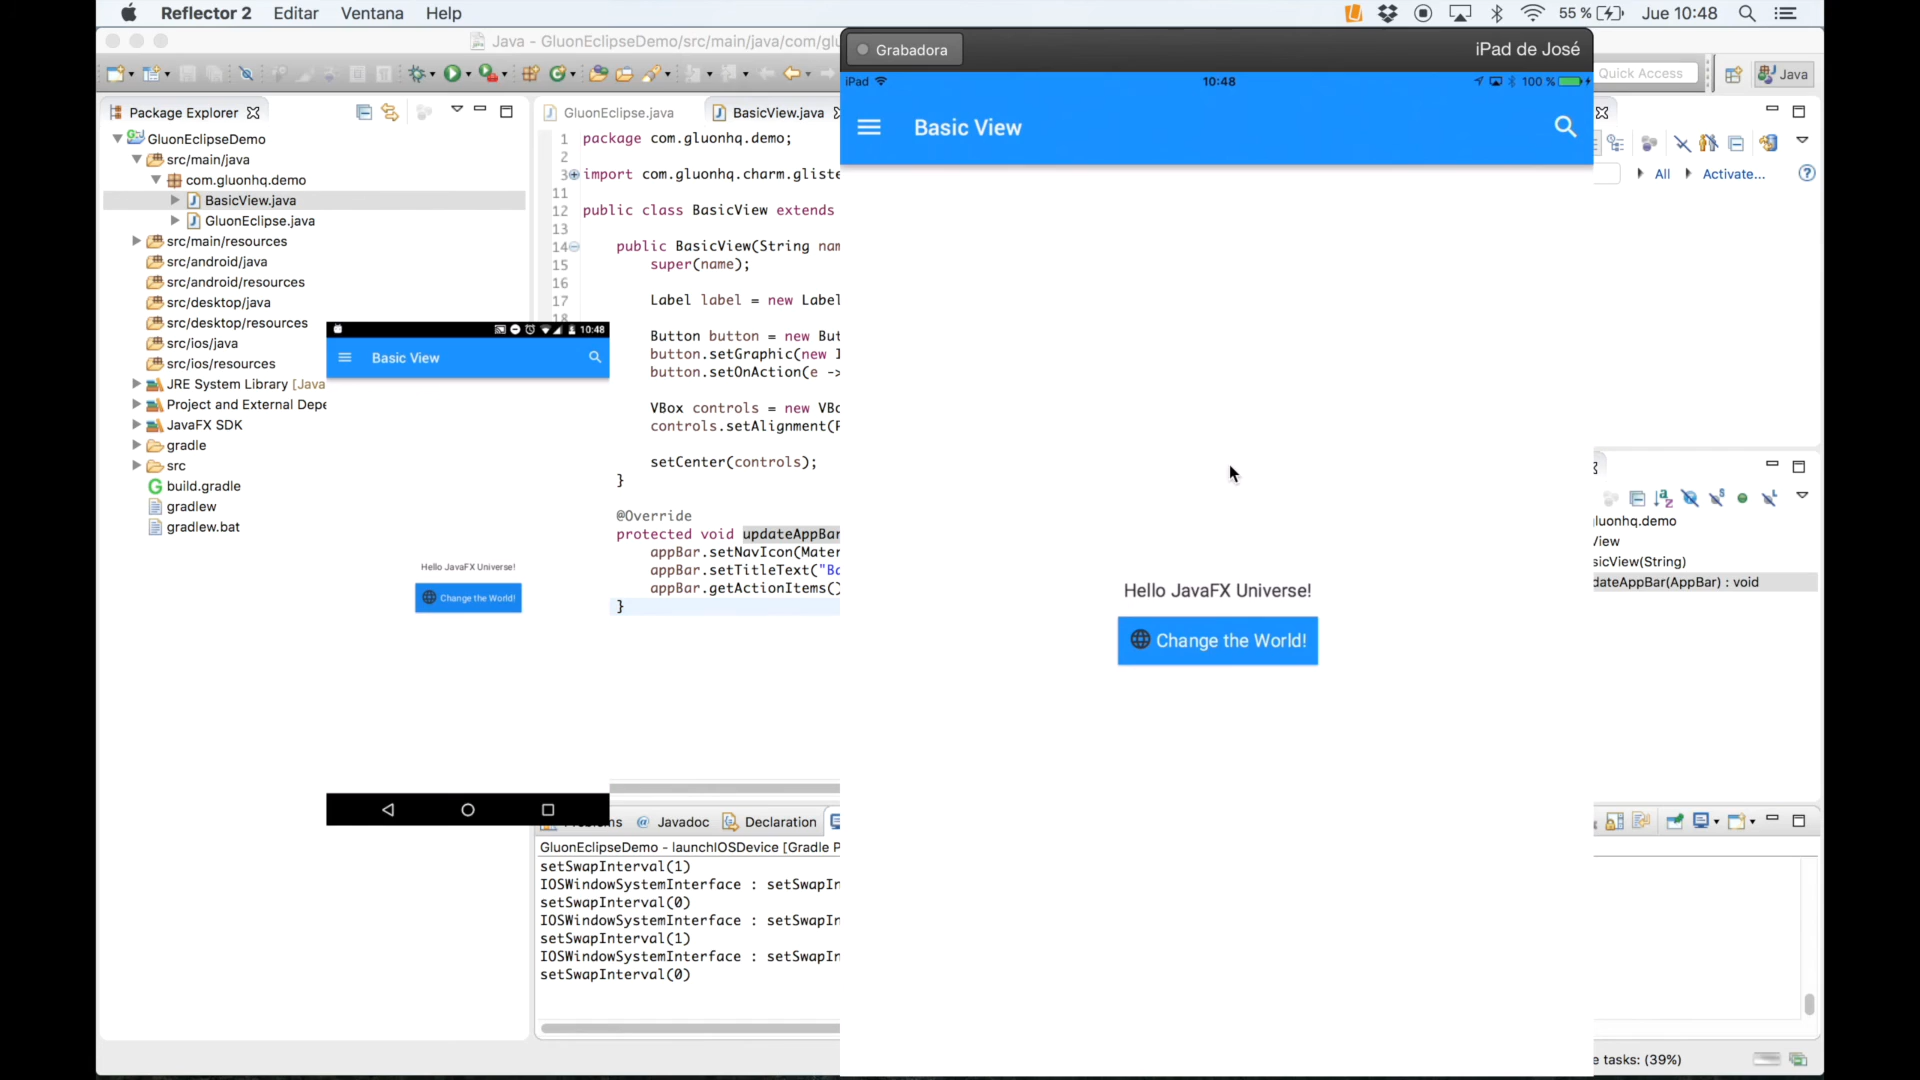 Reflector 2 Editar Ventana Help
55 % Jue 10:48
Java - GluonEclipseDemo/src/main/java/com/glu
Grabadora
iPad de José
Quick Access
Java
iPad 10:48 100 %
Basic View
Package Explorer
GluonEclipse.java
BasicView.java
All Activate...
GluonEclipseDemo
src/main/java
com.gluonhq.demo
BasicView.java
GluonEclipse.java
src/main/resources
src/android/java
src/android/resources
src/desktop/java
src/desktop/resources
src/ios/java
src/ios/resources
JRE System Library [Java
Project and External Depe
JavaFX SDK
gradle
src
build.gradle
gradlew
gradlew.bat
10:48
Basic View
Hello JavaFX Universe!
Change the World!
1 package com.gluonhq.demo;
2
3 import com.gluonhq.charm.gliste
11
12 public class BasicView extends
13
14 public BasicView(String nam
15 super(name);
16
17 Label label = new Label
18
Button button = new But
button.setGraphic(new I
button.setOnAction(e ->
VBox controls = new VBo
controls.setAlignment(P
setCenter(controls);
}
@Override
protected void updateAppBar
appBar.setNavIcon(Mater
appBar.setTitleText("Ba
appBar.getActionItems()
}
Hello JavaFX Universe!
Change the World!
luonhq.demo
View
sicView(String)
dateAppBar(AppBar) : void
Javadoc Declaration
GluonEclipseDemo - launchIOSDevice [Gradle P
setSwapInterval(1)
IOSWindowSystemInterface : setSwapIn
setSwapInterval(0)
IOSWindowSystemInterface : setSwapIn
setSwapInterval(1)
IOSWindowSystemInterface : setSwapIn
setSwapInterval(0)
e tasks: (39%)